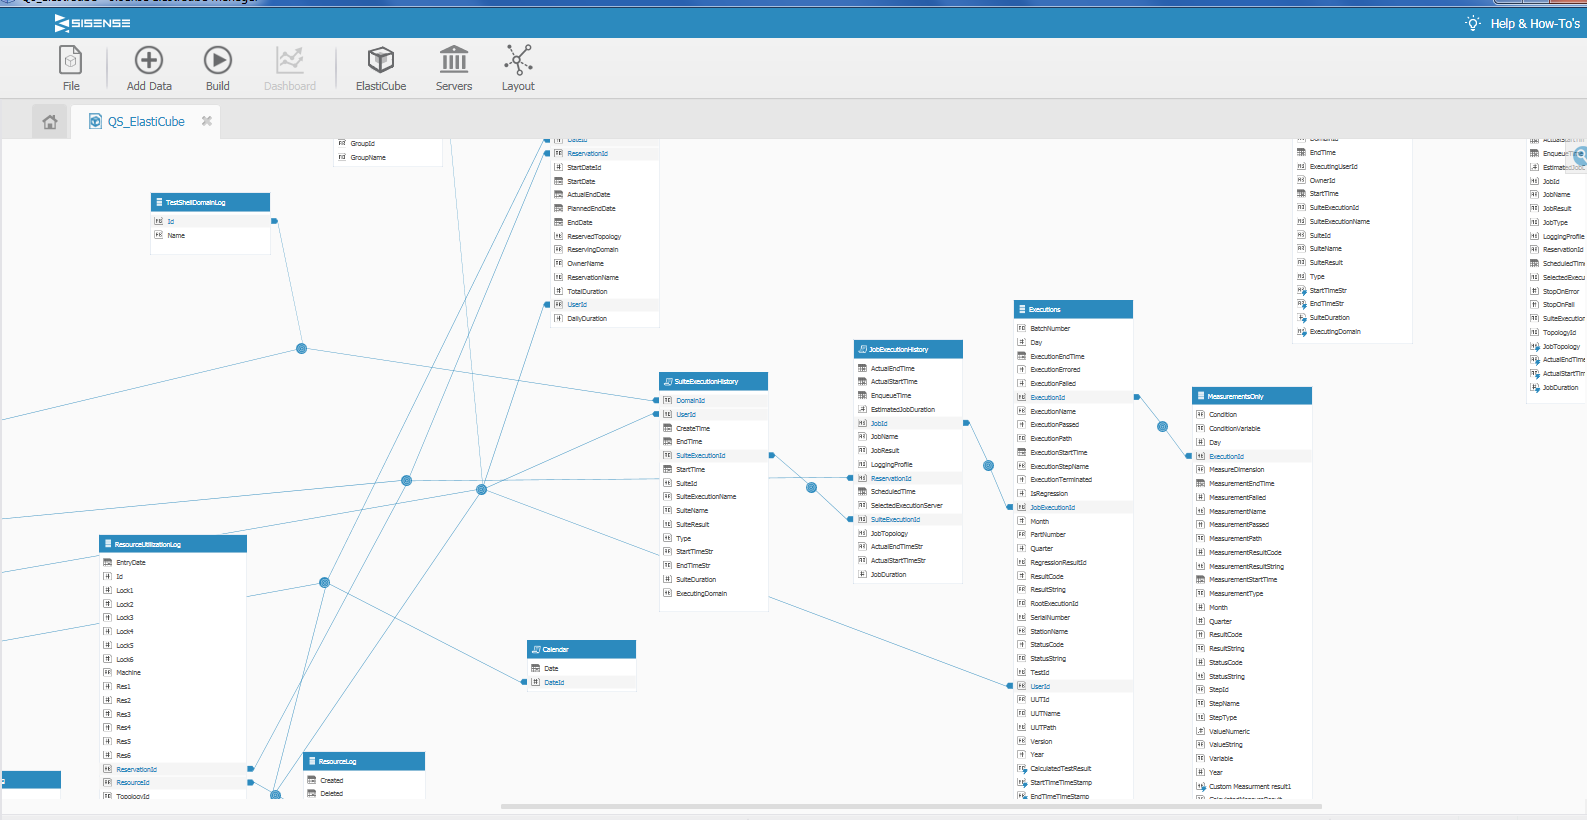 SISENSE
Help & How-To's
File
Add Data
Build
Dashboard
ElastiCube
Servers
Layout
QS_ElastiCube
GroupId
GroupName
TestShellDomainLog
Id
Name
DateId
ReservationId
StartDateId
StartDate
ActualEndDate
PlannedEndDate
EndDate
ReservedTopology
ReservingDomain
OwnerName
ReservationName
TotalDuration
UserId
DailyDuration
SuiteExecutionHistory
DomainId
UserId
CreateTime
EndTime
SuiteExecutionId
StartTime
SuiteId
SuiteExecutionName
SuiteName
SuiteResult
Type
StartTimeStr
EndTimeStr
SuiteDuration
ExecutingDomain
JobExecutionHistory
ActualEndTime
ActualStartTime
EnqueueTime
EstimatedJobDuration
JobId
JobName
JobResult
LoggingProfile
ReservationId
ScheduledTime
SelectedExecutionServer
SuiteExecutionId
JobTopology
ActualEndTimeStr
ActualStartTimeStr
JobDuration
Executions
BatchNumber
Day
ExecutionEndTime
ExecutionErrored
ExecutionFailed
ExecutionId
ExecutionName
ExecutionPassed
ExecutionPath
ExecutionStartTime
ExecutionStepName
ExecutionTerminated
IsRegression
JobExecutionId
Month
PartNumber
Quarter
RegressionResultId
ResultCode
ResultString
RootExecutionId
SerialNumber
StationName
StatusCode
StatusString
TestId
UserId
UUTId
UUTName
UUTPath
Version
Year
CalculatedTestResult
StartTimeTimeStamp
EndTimeTimeStamp
EndTime
ExecutingUserId
OwnerId
StartTime
SuiteExecutionId
SuiteExecutionName
SuiteId
SuiteName
SuiteResult
Type
StartTimeStr
EndTimeStr
SuiteDuration
ExecutingDomain
MeasurementsOnly
Condition
ConditionVariable
Day
ExecutionId
MeasureDimension
MeasurementEndTime
MeasurementFailed
MeasurementName
MeasurementPassed
MeasurementPath
MeasurementResultCode
MeasurementResultString
MeasurementStartTime
MeasurementType
Month
Quarter
ResultCode
ResultString
StatusCode
StatusString
StepId
StepName
StepType
ValueNumeric
ValueString
Variable
Year
Custom Measurment result1
JobId
JobName
JobResult
JobType
LoggingProfile
ReservationId
ScheduledTim
SelectedExecu
StopOnError
StopOnFail
SuiteExecution
TopologyId
JobTopology
ActualEndTime
ActualStartTim
JobDuration
ResourceUtilizationLog
EntryDate
Id
Lock1
Lock2
Lock3
Lock4
Lock5
Lock6
Machine
Res1
Res2
Res3
Res4
Res5
Res6
ReservationId
ResourceId
TopologyId
Calendar
Date
DateId
ResourceLog
Created
Deleted